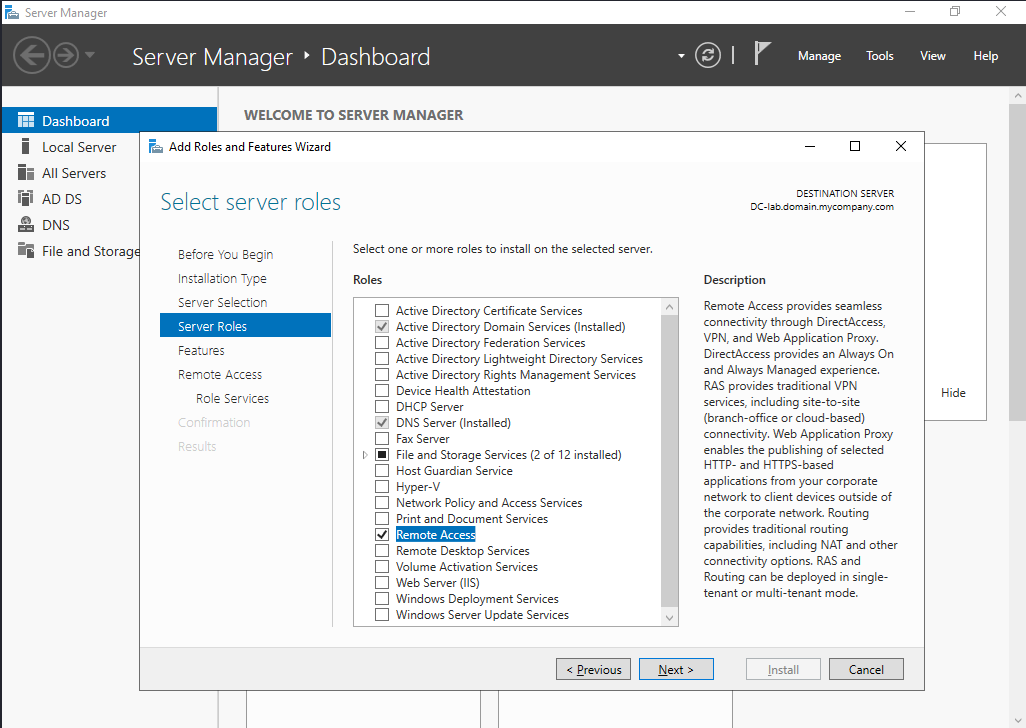 Server Manager
Server Manager ‣ Dashboard
Manage Tools View Help
Dashboard
Local Server
All Servers
AD DS
DNS
File and Storage
WELCOME TO SERVER MANAGER
Add Roles and Features Wizard
Select server roles
DESTINATION SERVER
DC-lab.domain.mycompany.com
Before You Begin
Installation Type
Server Selection
Server Roles
Features
Remote Access
Role Services
Confirmation
Results
Select one or more roles to install on the selected server.
Roles
Active Directory Certificate Services
Active Directory Domain Services (Installed)
Active Directory Federation Services
Active Directory Lightweight Directory Services
Active Directory Rights Management Services
Device Health Attestation
DHCP Server
DNS Server (Installed)
Fax Server
File and Storage Services (2 of 12 installed)
Host Guardian Service
Hyper-V
Network Policy and Access Services
Print and Document Services
Remote Access
Remote Desktop Services
Volume Activation Services
Web Server (IIS)
Windows Deployment Services
Windows Server Update Services
Description
Remote Access provides seamless
connectivity through DirectAccess,
VPN, and Web Application Proxy.
DirectAccess provides an Always On
and Always Managed experience.
RAS provides traditional VPN
services, including site-to-site
(branch-office or cloud-based)
connectivity. Web Application Proxy
enables the publishing of selected
HTTP- and HTTPS-based
applications from your corporate
network to client devices outside of
the corporate network. Routing
provides traditional routing
capabilities, including NAT and other
connectivity options. RAS and
Routing can be deployed in single-
tenant or multi-tenant mode.
Hide
< Previous Next > Install Cancel